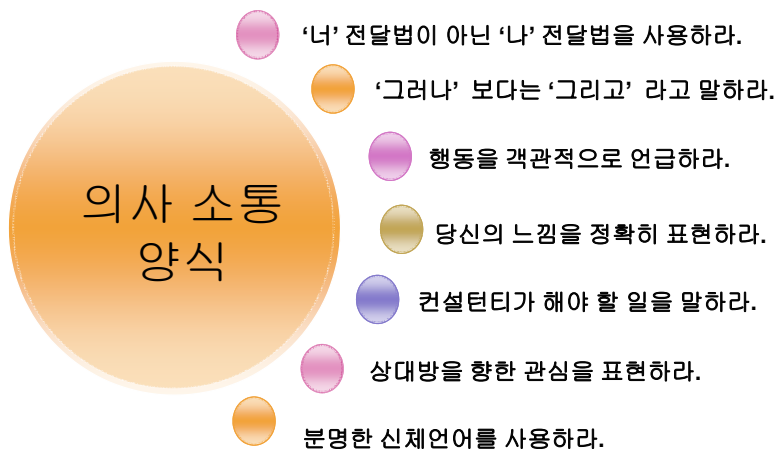 의사 소통
양식
‘너’ 전달법이 아닌 ‘나’ 전달법을 사용하라.
‘그러나’ 보다는 ‘그리고’ 라고 말하라.
행동을 객관적으로 언급하라.
당신의 느낌을 정확히 표현하라.
컨설턴티가 해야 할 일을 말하라.
상대방을 향한 관심을 표현하라.
분명한 신체언어를 사용하라.